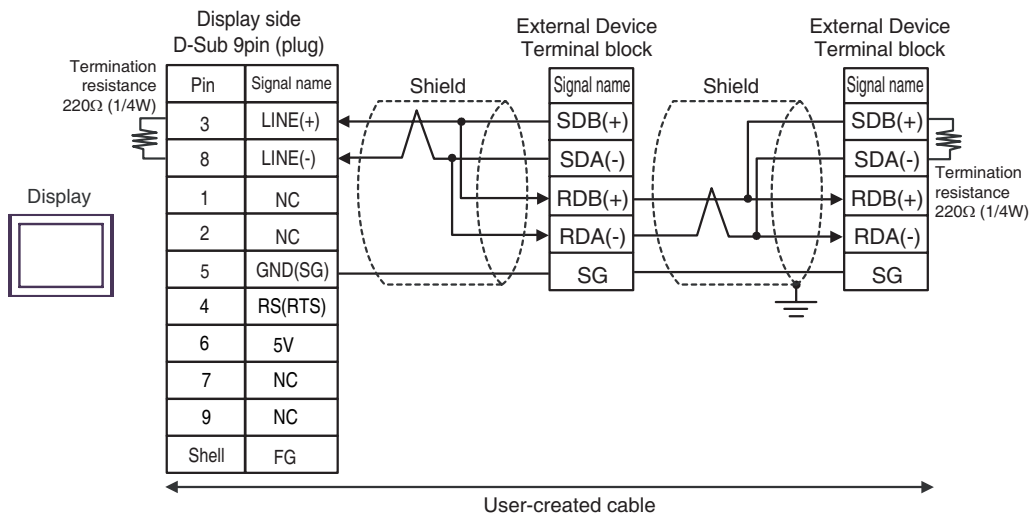 Display side
D-Sub 9pin (plug)
External Device
Terminal block
External Device
Terminal block
Termination
resistance
220Ω (1/4W)
Pin Signal name
Shield
Signal name
Shield
Signal name
3 LINE(+)
SDB(+)
SDB(+)
8 LINE(-)
SDA(-)
SDA(-)
Termination
resistance
220Ω (1/4W)
Display
1 NC
RDB(+)
RDB(+)
2 NC
RDA(-)
RDA(-)
5 GND(SG)
SG
SG
4 RS(RTS)
6 5V
7 NC
9 NC
Shell FG
User-created cable